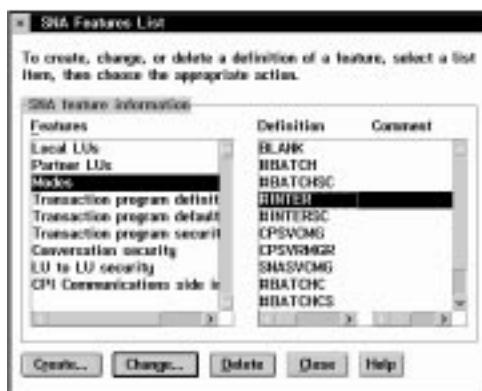 SNA Features List
To create, change, or delete a definition of a feature, select a list
item, then choose the appropriate action.
SNA feature information
Features
Definition Comment
Local LUs
Partner LUs
Modes
Transaction program definit
Transaction program default
Transaction program securit
Conversation security
LU to LU security
CPI Communications side in
BLANK
#BATCH
#BATCHSC
#INTER
#INTERSC
CPSVCMG
CPSVRMGR
SNASVCMG
#BATCHC
#BATCHCS
Create... Change... Delete Close Help